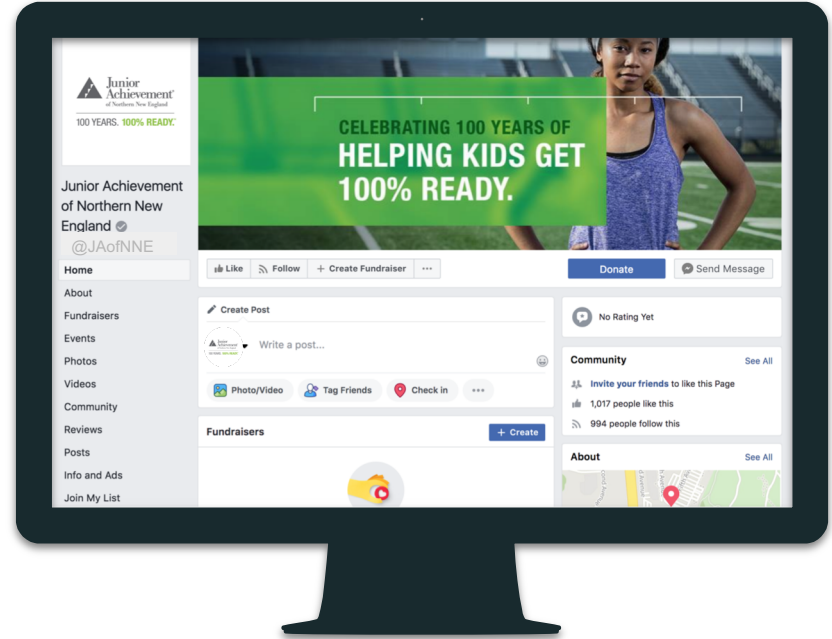 Junior
Achievement
of Northern New England
100 YEARS. 100% READY.
Junior Achievement
of Northern New
England
@JAofNNE
Home
About
Fundraisers
Events
Photos
Videos
Community
Reviews
Posts
Info and Ads
Join My List
CELEBRATING 100 YEARS OF
HELPING KIDS GET
100% READY.
Like
Follow
+ Create Fundraiser
Donate
Send Message
Create Post
Write a post...
Photo/Video
Tag Friends
Check in
Fundraisers
+ Create
No Rating Yet
Community
See All
Invite your friends to like this Page
1,017 people like this
994 people follow this
About
See All